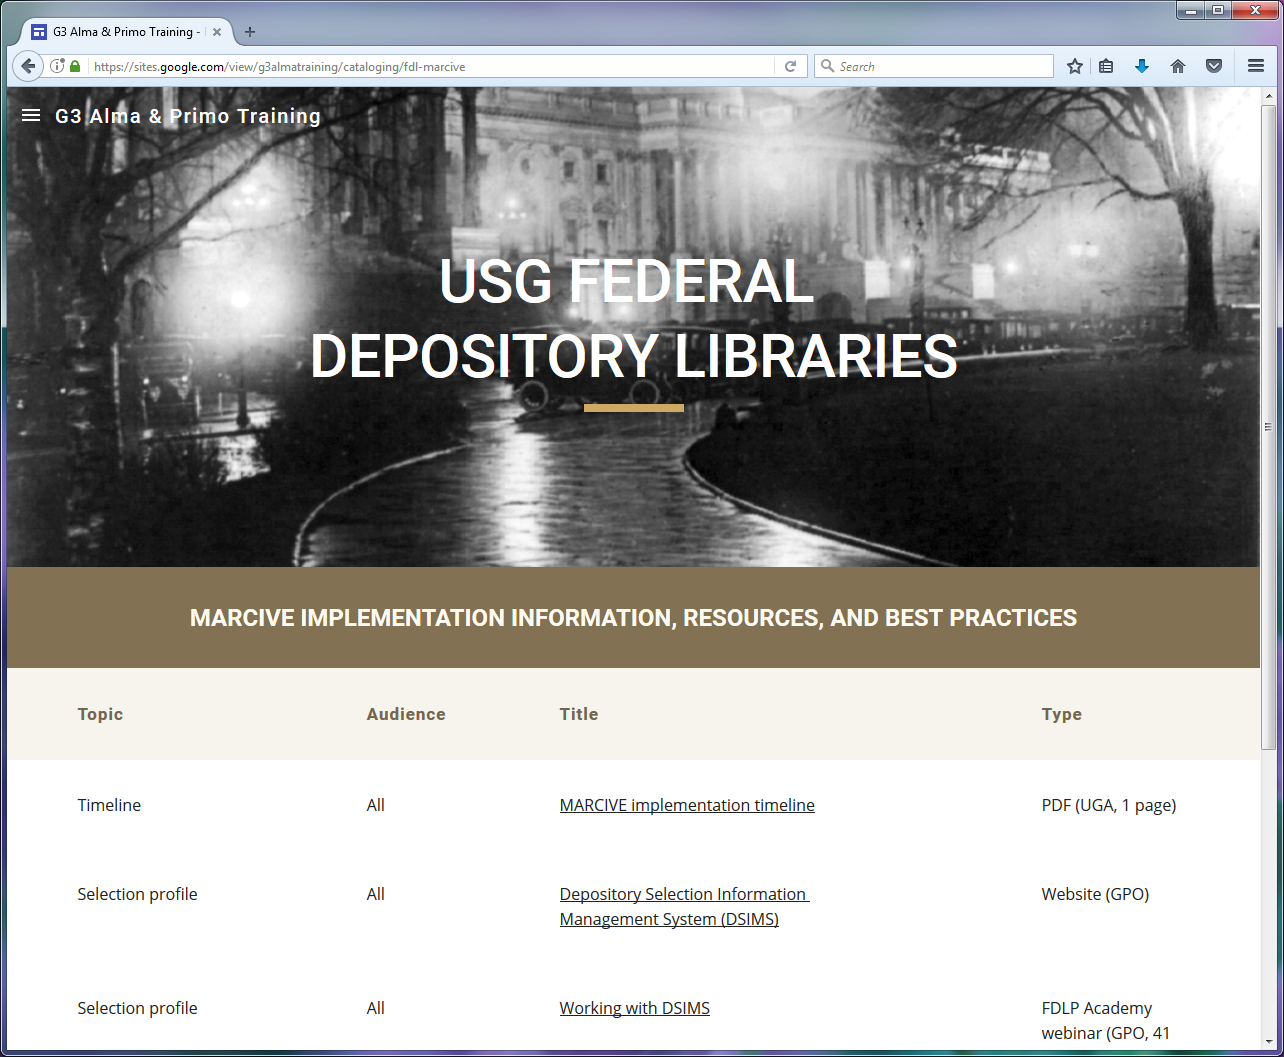 G3 Alma & Primo Training -
https://sites.google.com/view/g3almatraining/cataloging/fdl-marcive
Search
G3 Alma & Primo Training
USG FEDERAL
DEPOSITORY LIBRARIES
MARCIVE IMPLEMENTATION INFORMATION, RESOURCES, AND BEST PRACTICES
Topic Audience Title Type
Timeline All MARCIVE implementation timeline PDF (UGA, 1 page)
Selection profile All Depository Selection Information Website (GPO)
Management System (DSIMS)
Selection profile All Working with DSIMS FDLP Academy
webinar (GPO, 41